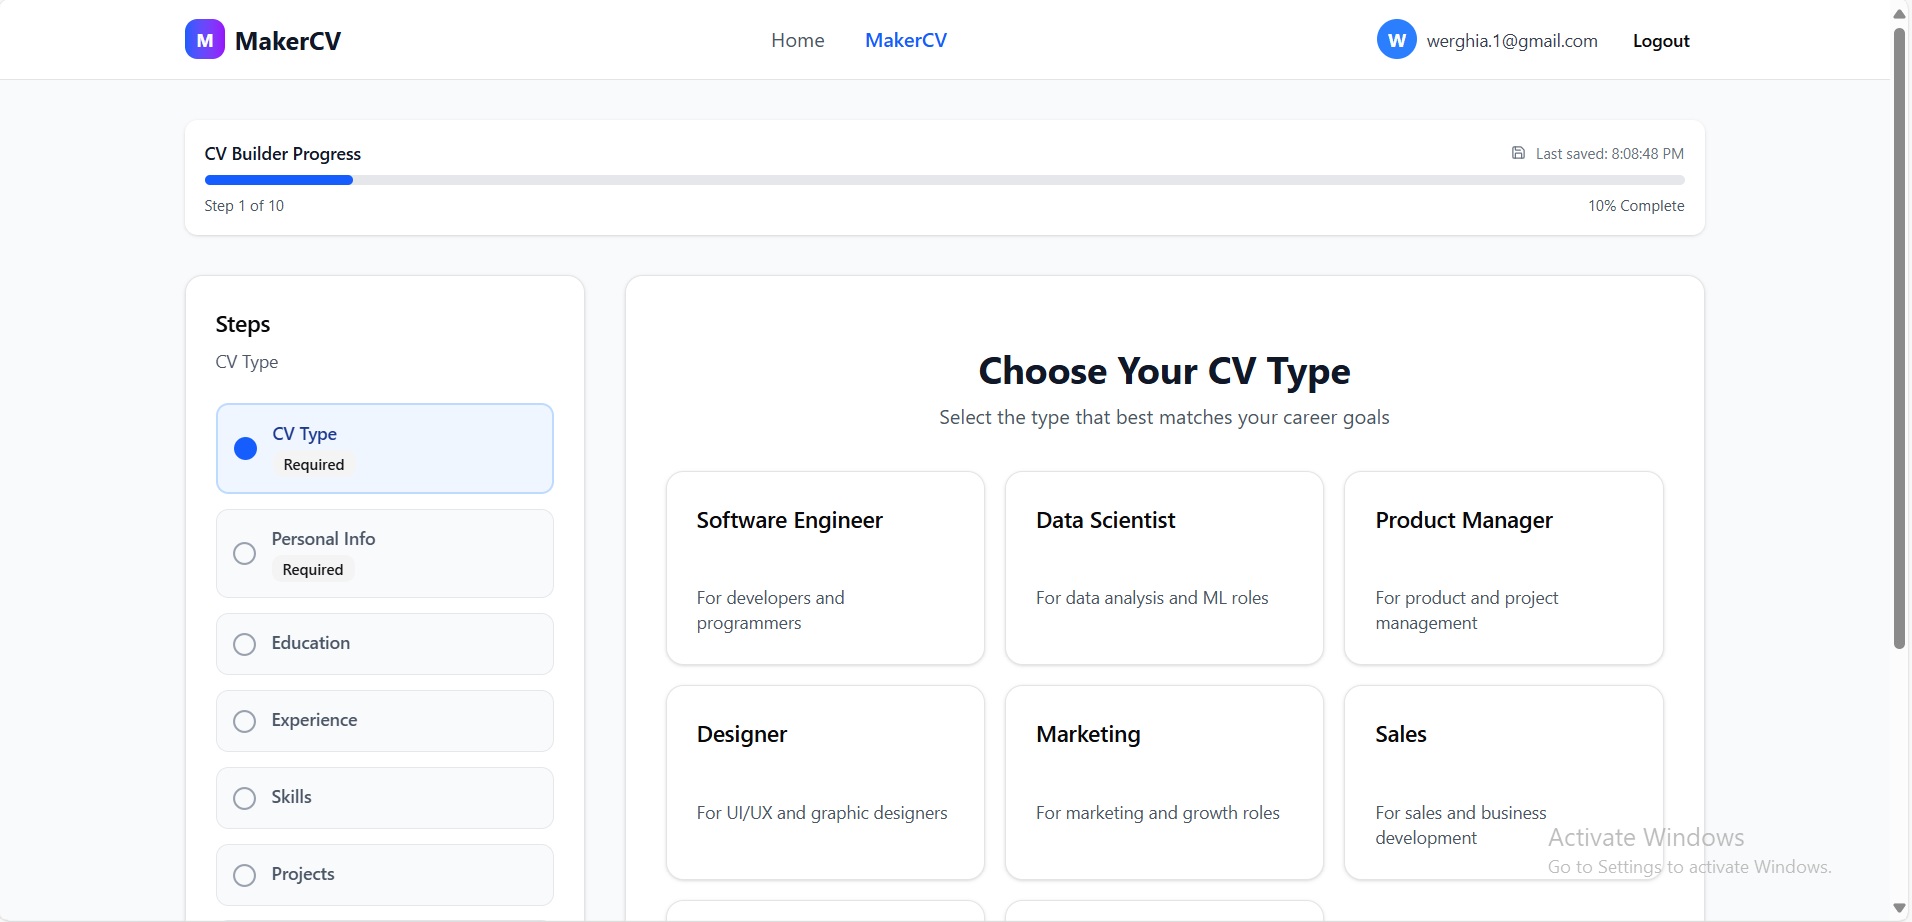 M MakerCV
Home
MakerCV
W werghia.1@gmail.com
Logout
CV Builder Progress
Last saved: 8:08:48 PM
Step 1 of 10
10% Complete
Steps
CV Type
CV Type
Required
Personal Info
Required
Education
Experience
Skills
Projects
Choose Your CV Type
Select the type that best matches your career goals
Software Engineer
For developers and
programmers
Data Scientist
For data analysis and ML roles
Product Manager
For product and project
management
Designer
For UI/UX and graphic designers
Marketing
For marketing and growth roles
Sales
For sales and business
development
Activate Windows
Go to Settings to activate Windows.